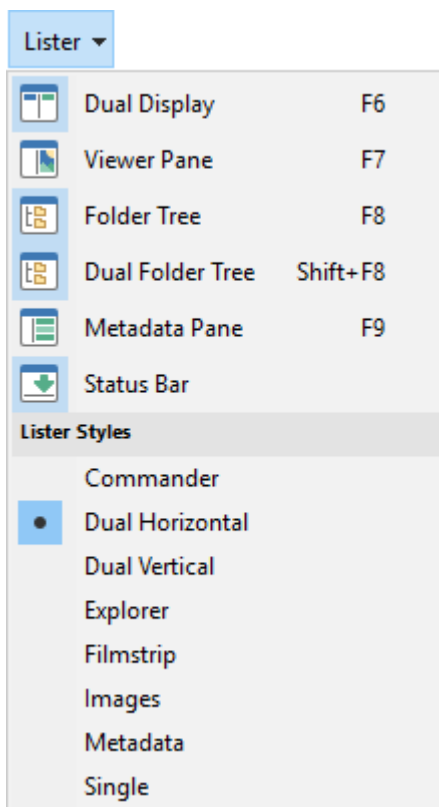 Lister
Dual Display F6
Viewer Pane F7
Folder Tree F8
Dual Folder Tree Shift+F8
Metadata Pane F9
Status Bar
Lister Styles
Commander
Dual Horizontal
Dual Vertical
Explorer
Filmstrip
Images
Metadata
Single